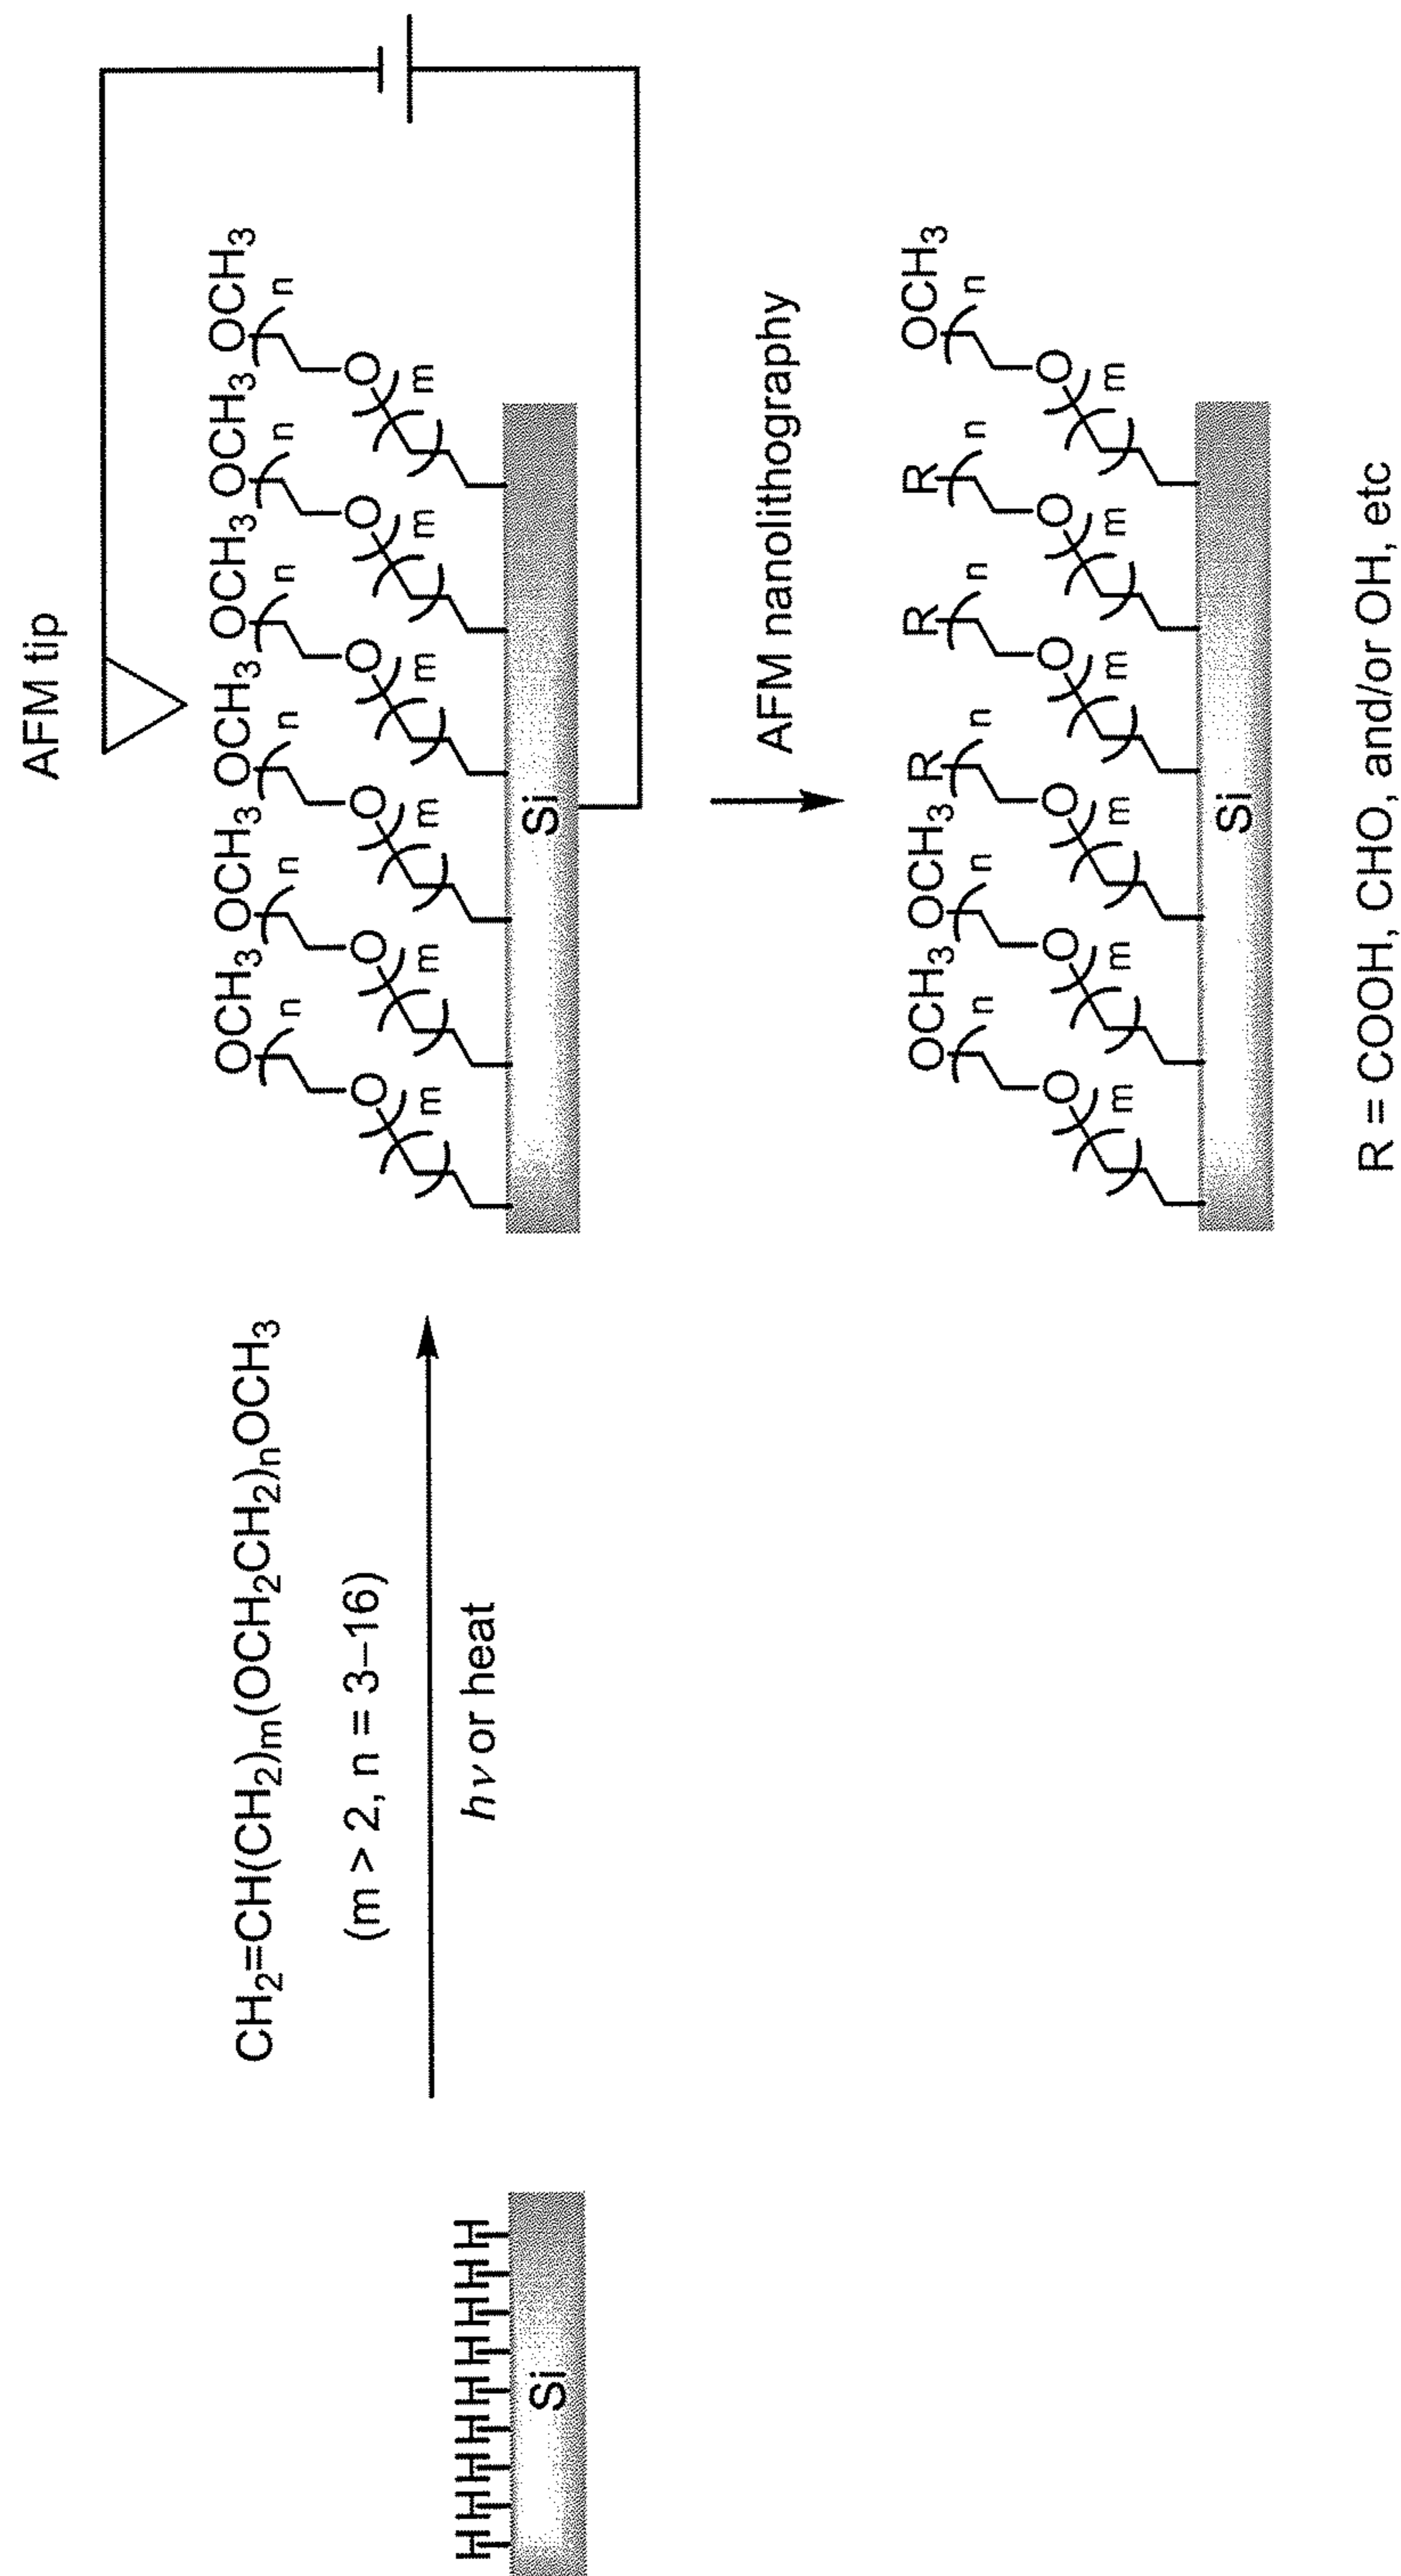 HHHHHHHHH
Si
CH₂=CH(CH₂)ₘ(OCH₂CH₂)ₙOCH₃
(m > 2, n = 3–16)
hν or heat
AFM tip
OCH₃ OCH₃ OCH₃ OCH₃ OCH₃ OCH₃
n n n n n n
O O O O O O
m m m m m m
Si
AFM nanolithography
OCH₃ OCH₃ R R R OCH₃
n n n n n n
O O O O O O
m m m m m m
Si
R = COOH, CHO, and/or OH, etc